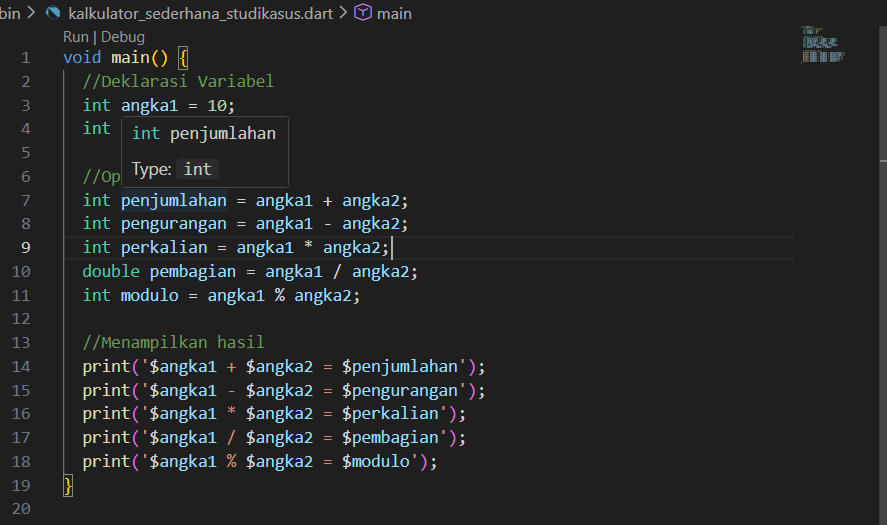 bin > kalkulator_sederhana_studikasus.dart > main
Run | Debug
1 void main() {
2 //Deklarasi Variabel
3 int angka1 = 10;
4 int
int penjumlahan
Type: int
5
6 //Op
7 int penjumlahan = angka1 + angka2;
8 int pengurangan = angka1 - angka2;
9 int perkalian = angka1 * angka2;
10 double pembagian = angka1 / angka2;
11 int modulo = angka1 % angka2;
12
13 //Menampilkan hasil
14 print('$angka1 + $angka2 = $penjumlahan');
15 print('$angka1 - $angka2 = $pengurangan');
16 print('$angka1 * $angka2 = $perkalian');
17 print('$angka1 / $angka2 = $pembagian');
18 print('$angka1 % $angka2 = $modulo');
19 }
20